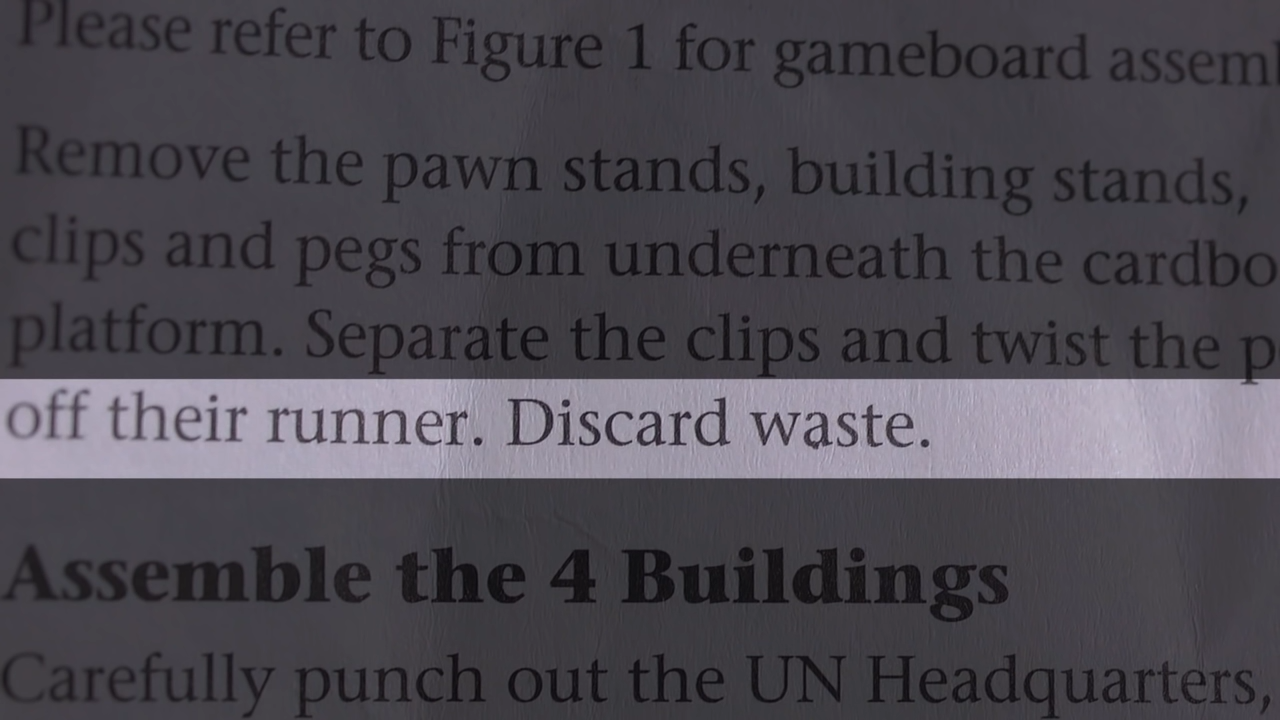 Please refer to Figure 1 for gameboard
Remove the pawn stands, building stands,
clips and pegs from underneath the
platform. Separate the clips and twist the
off their runner. Discard waste.
Assemble the 4 Buildings
Carefully punch out the UN Headquarters,